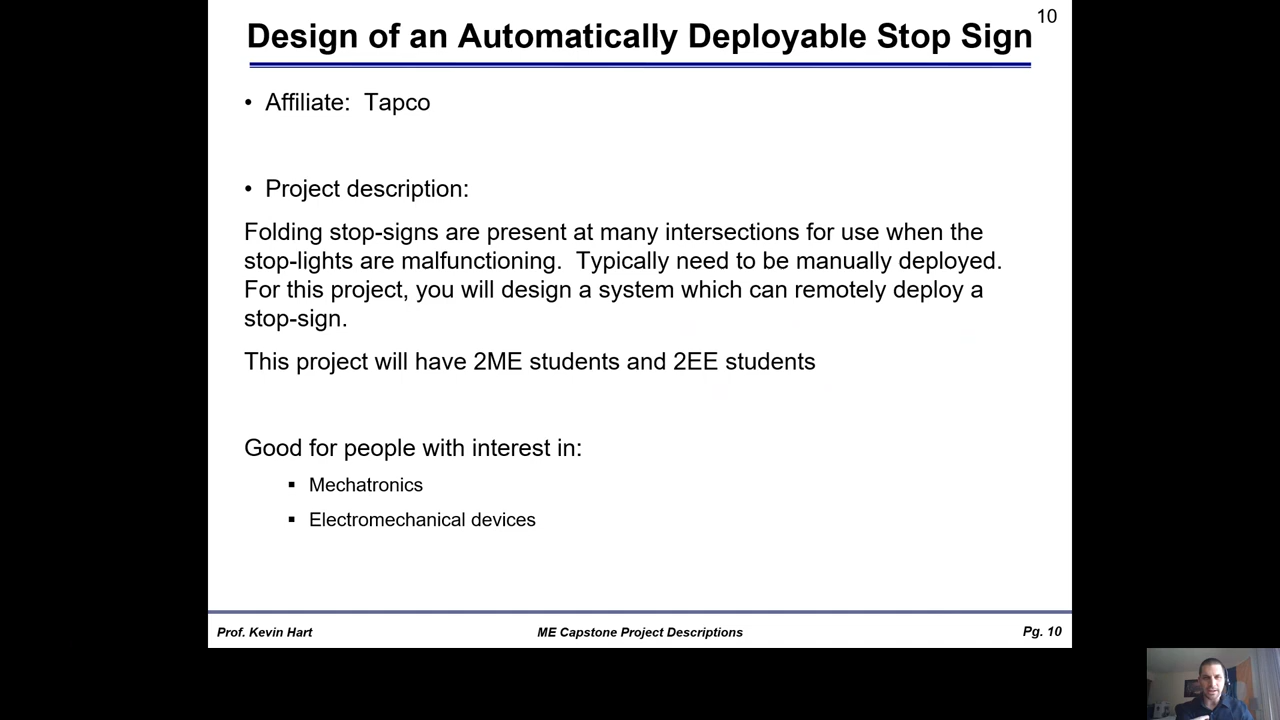 10
Design of an Automatically Deployable Stop Sign
• Affiliate: Tapco
• Project description:
Folding stop-signs are present at many intersections for use when the
stop-lights are malfunctioning. Typically need to be manually deployed.
For this project, you will design a system which can remotely deploy a
stop-sign.
This project will have 2ME students and 2EE students
Good for people with interest in:
▪ Mechatronics
▪ Electromechanical devices
Prof. Kevin Hart
ME Capstone Project Descriptions
Pg. 10